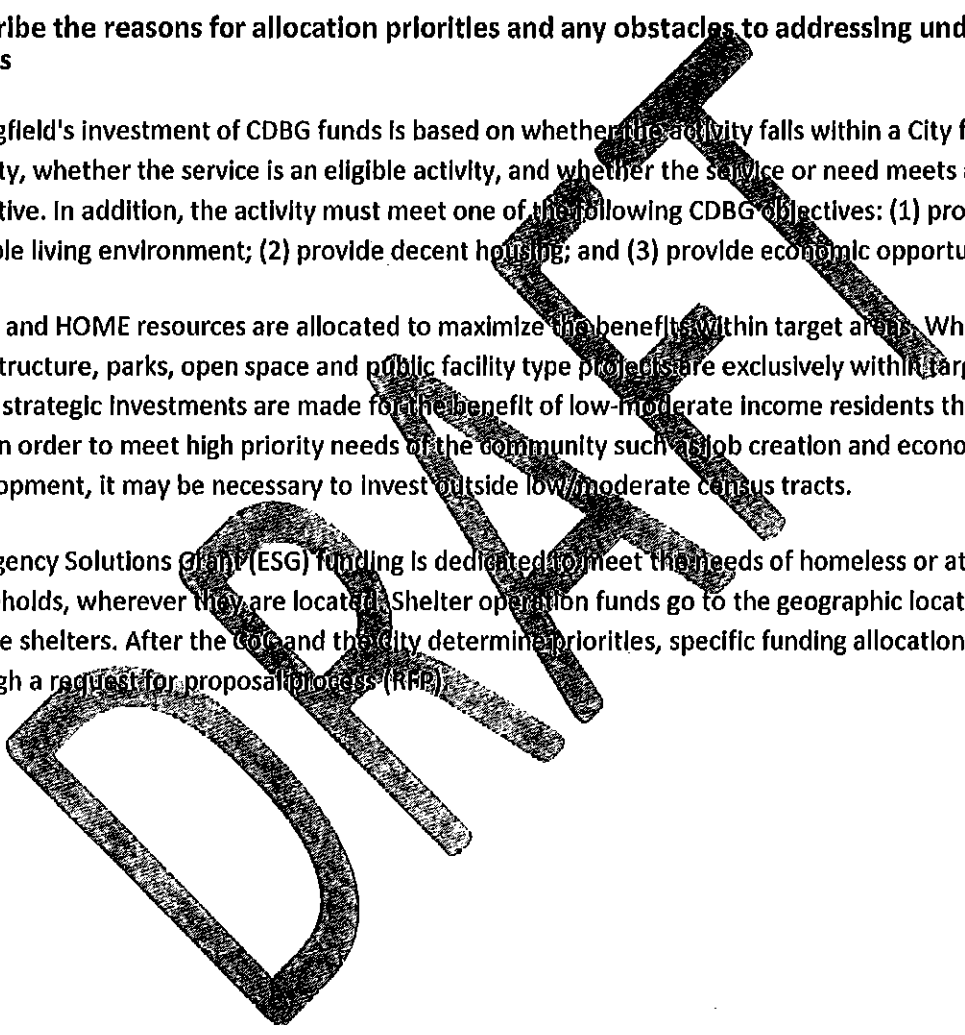 ribe the reasons for allocation priorities and any obstacles to addressing und
s
gfield's investment of CDBG funds is based on whether the activity falls within a City f
ty, whether the service is an eligible activity, and whether the service or need meets a
tive. In addition, the activity must meet one of the following CDBG objectives: (1) pro
ble living environment; (2) provide decent housing; and (3) provide economic opportu
and HOME resources are allocated to maximize the benefits within target areas. Wh
structure, parks, open space and public facility type projects are exclusively within targ
strategic investments are made for the benefit of low-moderate income residents th
n order to meet high priority needs of the community such as job creation and econo
opment, it may be necessary to invest outside low/moderate census tracts.
gency Solutions Grant (ESG) funding is dedicated to meet the needs of homeless or at
eholds, wherever they are located. Shelter operation funds go to the geographic locat
e shelters. After the CoC and the City determine priorities, specific funding allocation
gh a request for proposal process (RFP).
DRAFT